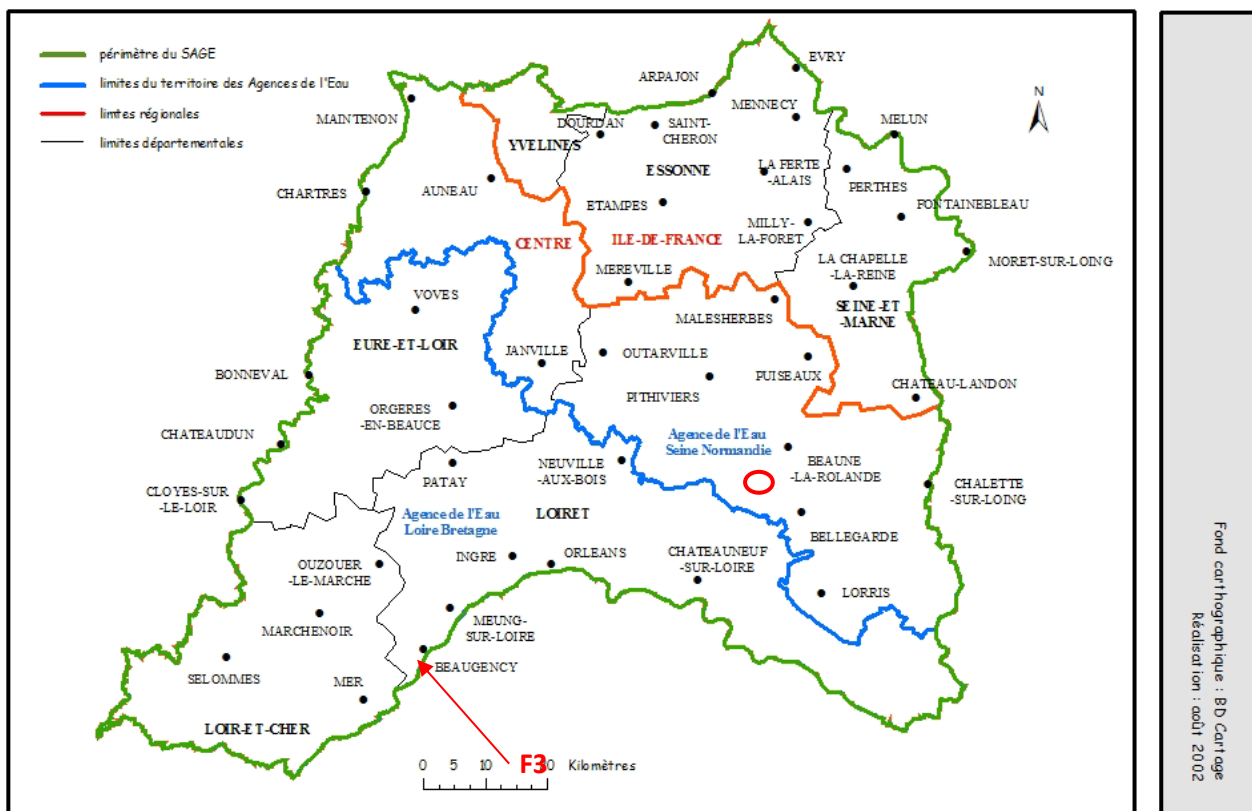 périmètre du SAGE
limites du territoire des Agences de l'Eau
limtes régionales
limites départementales
N
EVRY
ARPAJON
MENNECY
MAINTENON
DOURDAN
SAINT-
CHERON
MELUN
YVELINES
ESSONNE
LA FERTE
-ALAIS
PERTHES
CHARTRES
AUNEAU
ETAMPES
FONTAINEBLEAU
MILLY-
LA-FORET
CENTRE
ILE-DE-FRANCE
MORET-SUR-LOING
LA CHAPELLE
-LA-REINE
MEREVILLE
VOVES
MALESHERBES
SEINE-ET
-MARNE
EURE-ET-LOIR
JANVILLE
OUTARVILLE
PUISEAUX
BONNEVAL
PITHIVIERS
CHATEAU-LANDON
ORGERES
-EN-BEAUCE
CHATEAUDUN
Agence de l'Eau
Seine Normandie
BEAUNE
-LA-ROLANDE
NEUVILLE
-AUX-BOIS
PATAY
CHALETTE
-SUR-LOING
CLOYES-SUR
-LE-LOIR
Agence de l'Eau
Loire Bretagne
LOIRET
BELLEGARDE
INGRE
ORLEANS
CHATEAUNEUF
-SUR-LOIRE
OUZOUER
-LE-MARCHE
LORRIS
MARCHENOIR
MEUNG-
SUR-LOIRE
BEAUGENCY
SELOMMES
MER
LOIR-ET-CHER
F3
0 5 10 20 Kilomètres
Fond cartographique : BD Cartage
Réalisation : août 2002